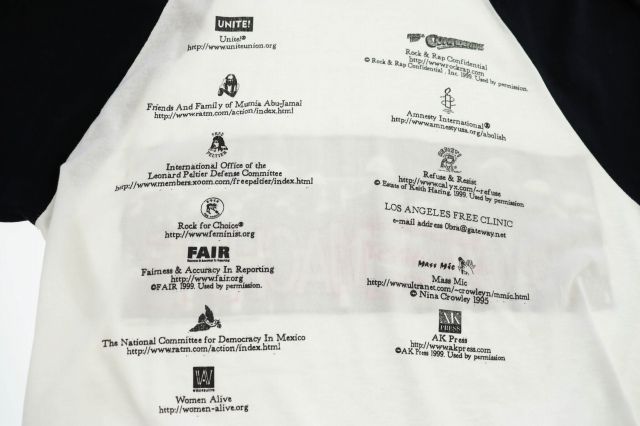 UNITE!
Unite!®
http://www.uniteunion.org
Friends And Family of Mumia Abu-Jamal
http://www.ratm.com/action/index.html
International Office of the
Leonard Peltier Defense Committee
http://www.members.xoom.com/freepeltier/index.html
ROCK
Rock for Choice®
http://www.feminist.org
FAIR
Fairness & Accuracy In Reporting
http://www.fair.org
©FAIR 1999. Used by permission.
The National Committee for Democracy In Mexico
http://www.ratm.com/action/index.html
Women Alive
http://women-alive.org
Rock & Rap Confidential
http://www.rockrap.com
© Rock & Rap Confidential, Inc. 1999. Used by permission.
Amnesty International®
http://www.amnestyusa.org/abolish
Refuse & Resist
http://www.calyx.com/~refuse
© Estate of Keith Haring, 1999. Used by permission
LOS ANGELES FREE CLINIC
e-mail address 0bra@gateway.net
MASS MIC
Mass Mic
http://www.ultranet.com/~crowleyn/mmic.html
© Nina Crowley 1995
AK
PRESS
AK Press
http://www.akpress.com
©AK Press 1999. Used by permission